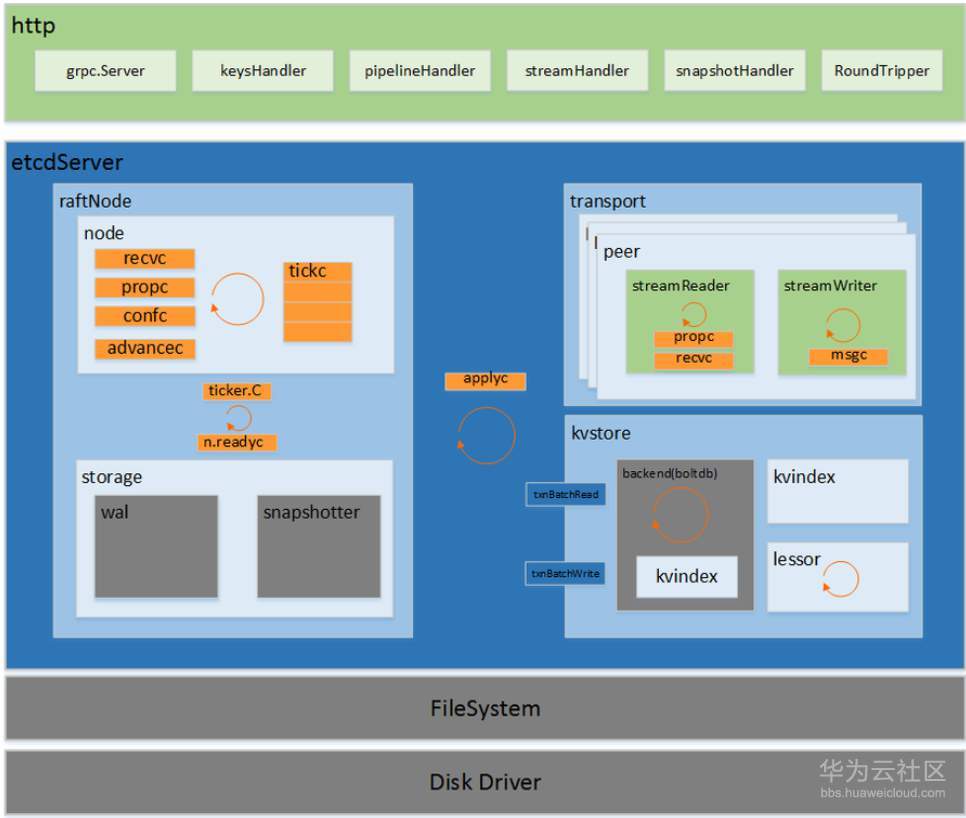 http
grpc.Server
keysHandler
pipelineHandler
streamHandler
snapshotHandler
RoundTripper
etcdServer
raftNode
node
recvc
propc
confc
advancec
tickc
ticker.C
n.readyc
storage
wal
snapshotter
applyc
transport
peer
streamReader
propc
recvc
streamWriter
msgc
kvstore
txnBatchRead
txnBatchWrite
backend(boltdb)
kvindex
kvindex
lessor
FileSystem
Disk Driver
华为云社区
bbs.huaweicloud.com